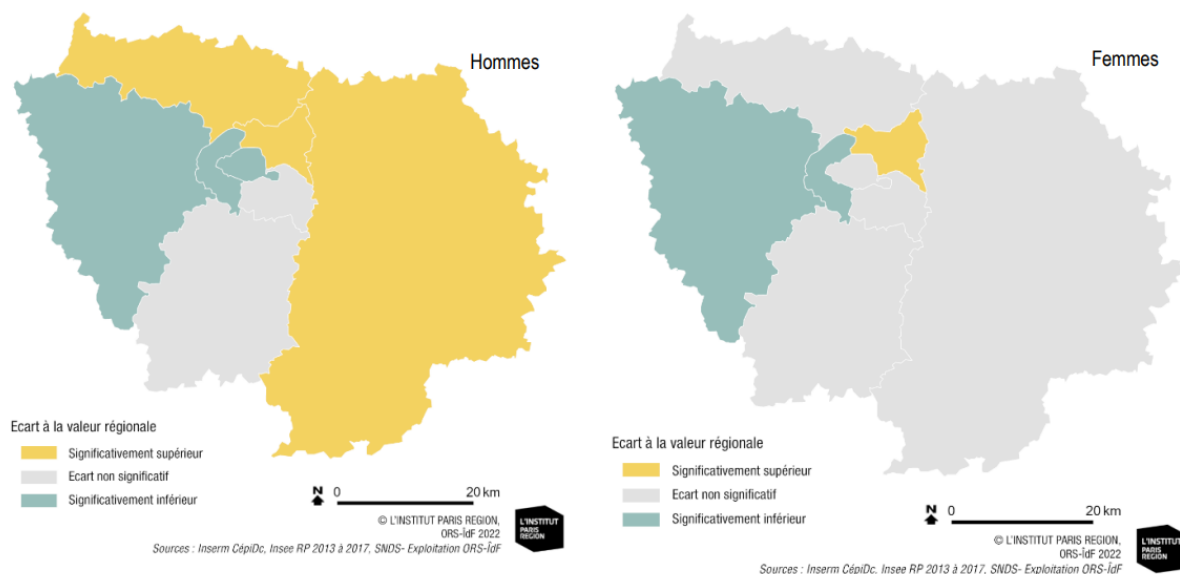 Hommes
Ecart à la valeur régionale
Significativement supérieur
Ecart non significatif
Significativement inférieur
N 0 20 km
© L'INSTITUT PARIS REGION,
ORS-ÎdF 2022
Sources : Inserm CépiDc, Insee RP 2013 à 2017, SNDS- Exploitation ORS-ÎdF
L'INSTITUT
PARIS
REGION
Femmes
Ecart à la valeur régionale
Significativement supérieur
Ecart non significatif
Significativement inférieur
N 0 20 km
© L'INSTITUT PARIS REGION,
ORS-ÎdF 2022
Sources : Inserm CépiDc, Insee RP 2013 à 2017, SNDS- Exploitation ORS-ÎdF
L'INSTITUT
PARIS
REGION